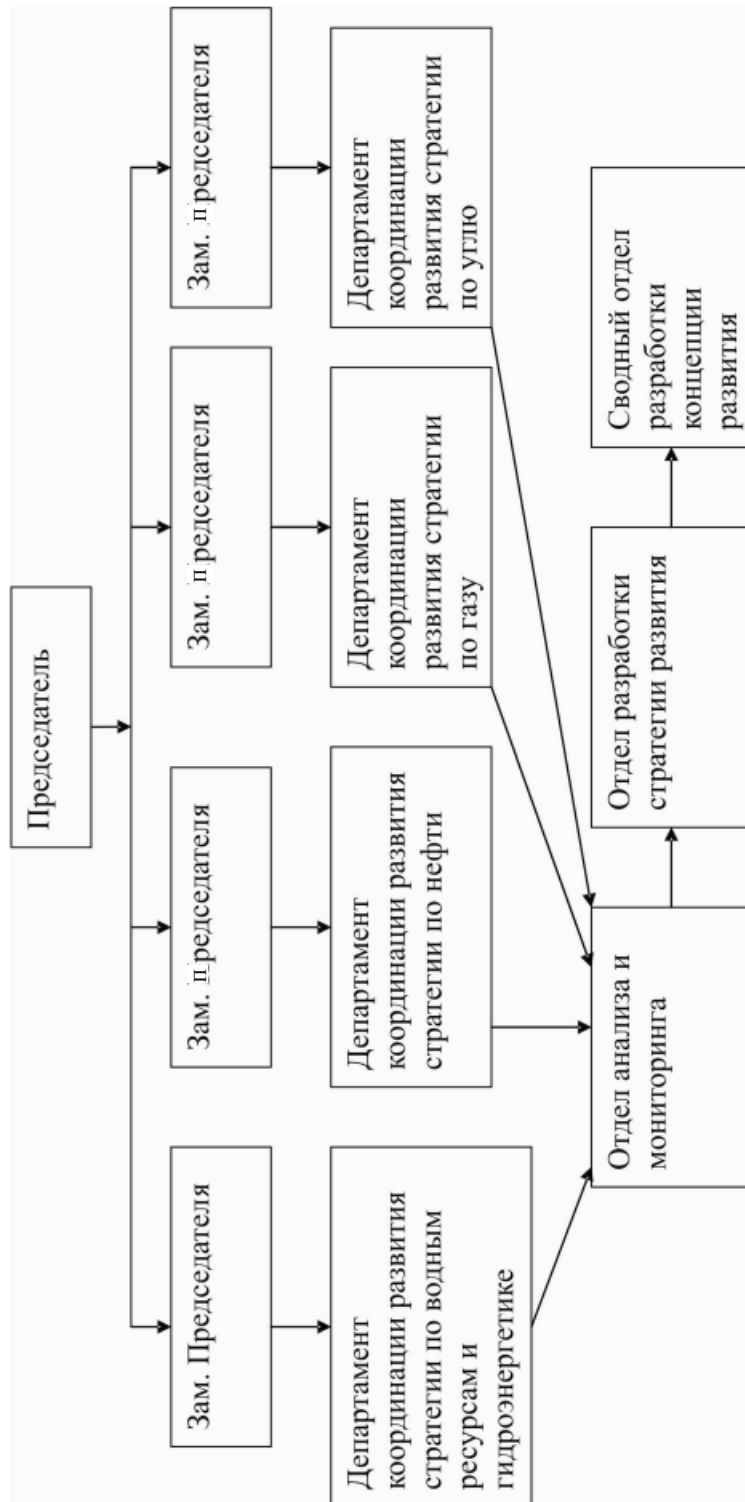 Председатель
Зам. Председателя
Зам. председателя
Зам. председателя
Зам. председателя
Департамент
координации развития
стратегии по водным
ресурсам и
гидроэнергетике
Департамент
координации развития
стратегии по нефти
Департамент
координации
развития стратегии
по газу
Департамент
координации
развития стратегии
по углю
Отдел анализа и
мониторинга
Отдел разработки
стратегии развития
Сводный отдел
разработки
концепции
развития